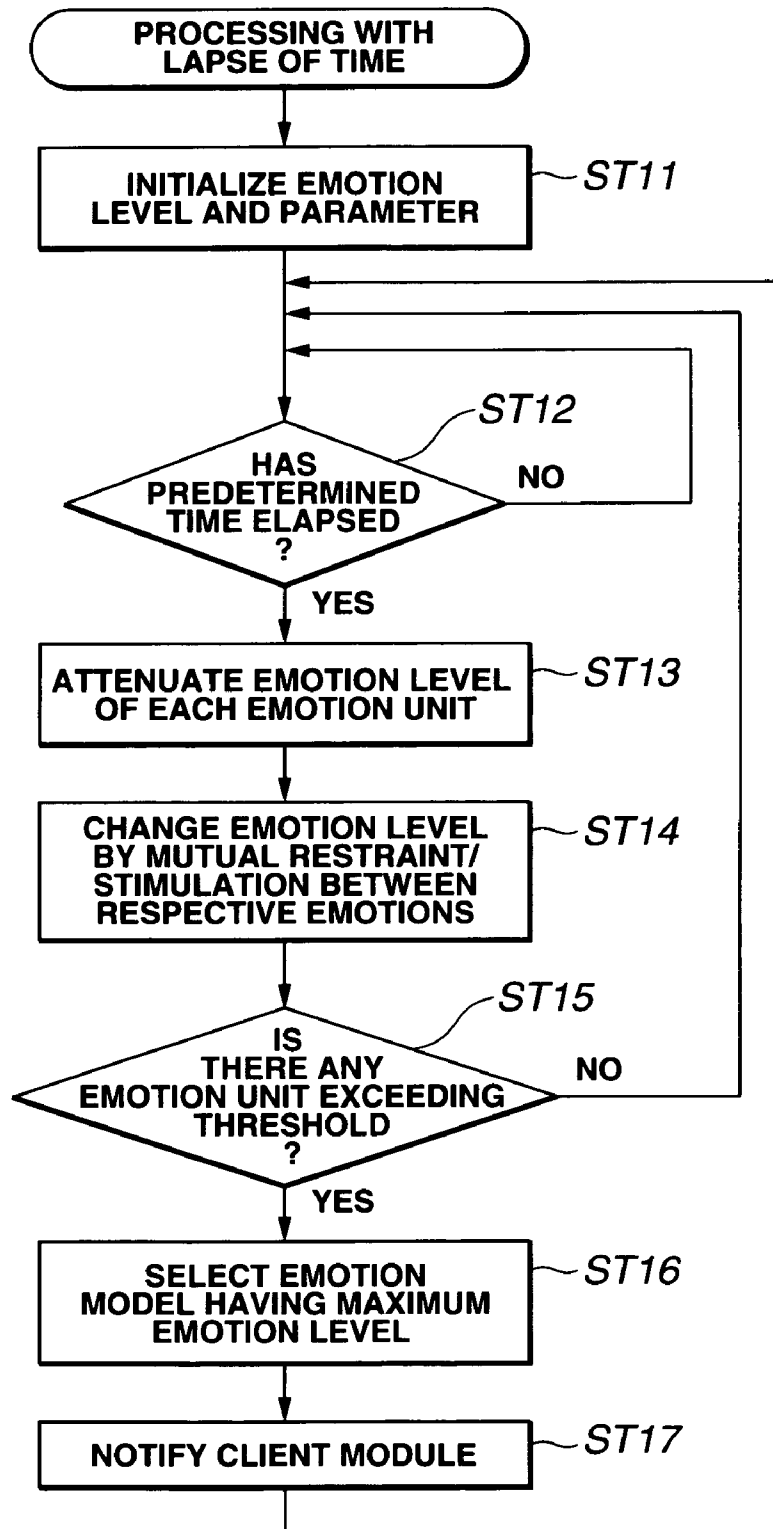 PROCESSING WITH
LAPSE OF TIME
INITIALIZE EMOTION
LEVEL AND PARAMETER
ST11
ST12
HAS
PREDETERMINED
TIME ELAPSED
?
NO
YES
ATTENUATE EMOTION LEVEL
OF EACH EMOTION UNIT
ST13
CHANGE EMOTION LEVEL
BY MUTUAL RESTRAINT/
STIMULATION BETWEEN
RESPECTIVE EMOTIONS
ST14
ST15
IS
THERE ANY
EMOTION UNIT EXCEEDING
THRESHOLD
?
NO
YES
SELECT EMOTION
MODEL HAVING MAXIMUM
EMOTION LEVEL
ST16
NOTIFY CLIENT MODULE
ST17